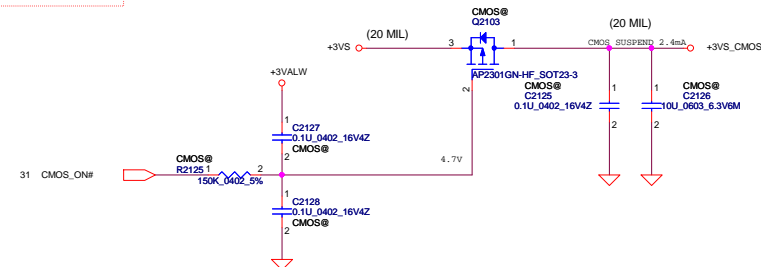 CMOS@
Q2103
(20 MIL)
(20 MIL)
+3VS
3
1
CMOS_SUSPEND 2.4mA
+3VS_CMOS
+3VALW
AP2301GN-HF_SOT23-3
2
CMOS@
C2125
0.1U_0402_16V4Z
1
2
CMOS@
C2126
10U_0603_6.3V6M
1
2
1
C2127
0.1U_0402_16V4Z
2
CMOS@
4.7V
31 CMOS_ON#
CMOS@
R2125
1
2
150K_0402_5%
1
C2128
0.1U_0402_16V4Z
CMOS@
2